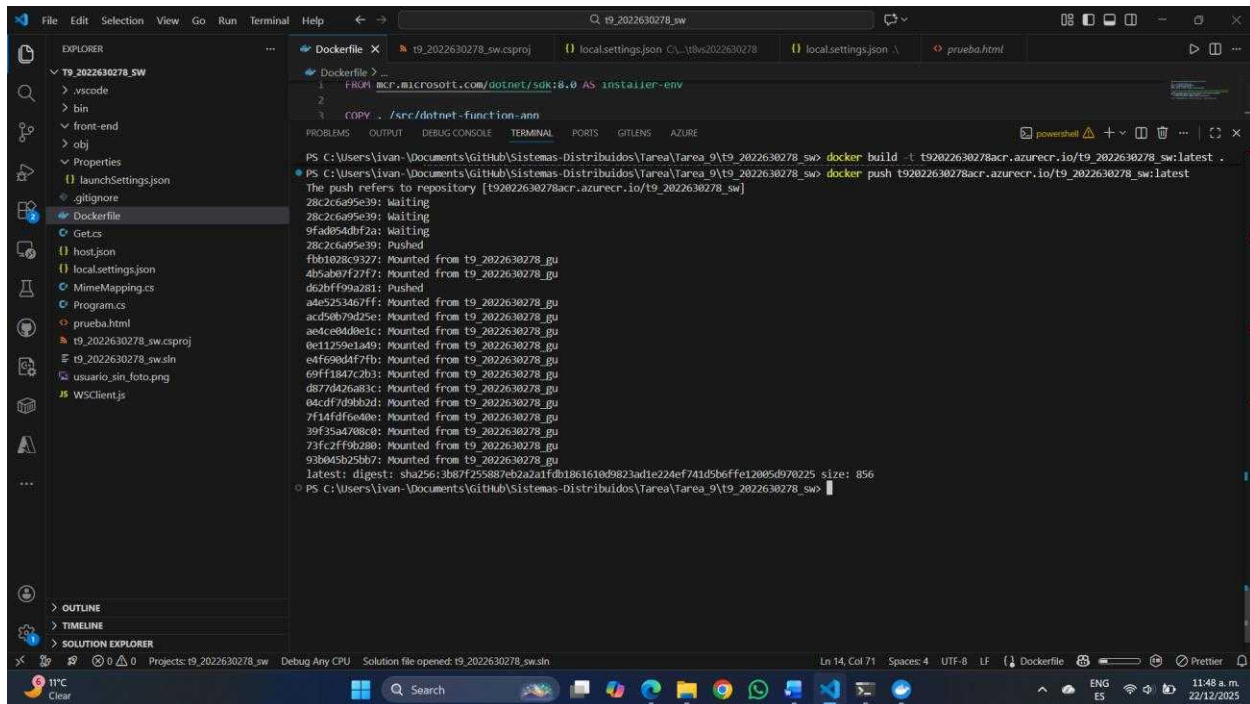 File Edit Selection View Go Run Terminal Help
t9_2022630278_sw
EXPLORER
T9_2022630278_SW
.vscode
bin
front-end
obj
Properties
launchSettings.json
.gitignore
Dockerfile
Get.cs
host.json
local.settings.json
MimeMapping.cs
Program.cs
prueba.html
t9_2022630278_sw.csproj
t9_2022630278_sw.sln
usuario_sin_foto.png
WSClient.js
OUTLINE
TIMELINE
SOLUTION EXPLORER
Dockerfile t9_2022630278_sw.csproj local.settings.json C:\...\t8vs2022630278 local.settings.json .\ prueba.html
Dockerfile > ...
1 FROM mcr.microsoft.com/dotnet/sdk:8.0 AS installer-env
2
3 COPY . /src/dotnet-function-app
PROBLEMS OUTPUT DEBUG CONSOLE TERMINAL PORTS GITLENS AZURE
powershell
PS C:\Users\ivan-\Documents\GitHub\Sistemas-Distribuidos\Tarea\Tarea_9\t9_2022630278_sw> docker build -t t92022630278acr.azurecr.io/t9_2022630278_sw:latest .
PS C:\Users\ivan-\Documents\GitHub\Sistemas-Distribuidos\Tarea\Tarea_9\t9_2022630278_sw> docker push t92022630278acr.azurecr.io/t9_2022630278_sw:latest
The push refers to repository [t92022630278acr.azurecr.io/t9_2022630278_sw]
28c2c6a95e39: Waiting
28c2c6a95e39: Waiting
9fad054dbf2a: Waiting
28c2c6a95e39: Pushed
fbb1028c9327: Mounted from t9_2022630278_gu
4b5ab07f27f7: Mounted from t9_2022630278_gu
d62bff99a281: Pushed
a4e5253467ff: Mounted from t9_2022630278_gu
acd50b79d25e: Mounted from t9_2022630278_gu
ae4ce04d0e1c: Mounted from t9_2022630278_gu
0e11259e1a49: Mounted from t9_2022630278_gu
e4f690d4f7fb: Mounted from t9_2022630278_gu
69ff1847c2b3: Mounted from t9_2022630278_gu
d877d426a83c: Mounted from t9_2022630278_gu
04cdf7d9bb2d: Mounted from t9_2022630278_gu
7f14fdf6e40e: Mounted from t9_2022630278_gu
39f35a4708c0: Mounted from t9_2022630278_gu
73fc2ff9b280: Mounted from t9_2022630278_gu
93b045b25bb7: Mounted from t9_2022630278_gu
latest: digest: sha256:3b87f255887eb2a2a1fdb1861610d9823ad1e224ef741d5b6ffe12005d970225 size: 856
PS C:\Users\ivan-\Documents\GitHub\Sistemas-Distribuidos\Tarea\Tarea_9\t9_2022630278_sw>
0 0 0 Projects: t9_2022630278_sw Debug Any CPU Solution file opened: t9_2022630278_sw.sln Ln 14, Col 71 Spaces: 4 UTF-8 LF Dockerfile Prettier
6 11°C
Clear
Search
ENG
ES
11:48 a. m.
22/12/2025